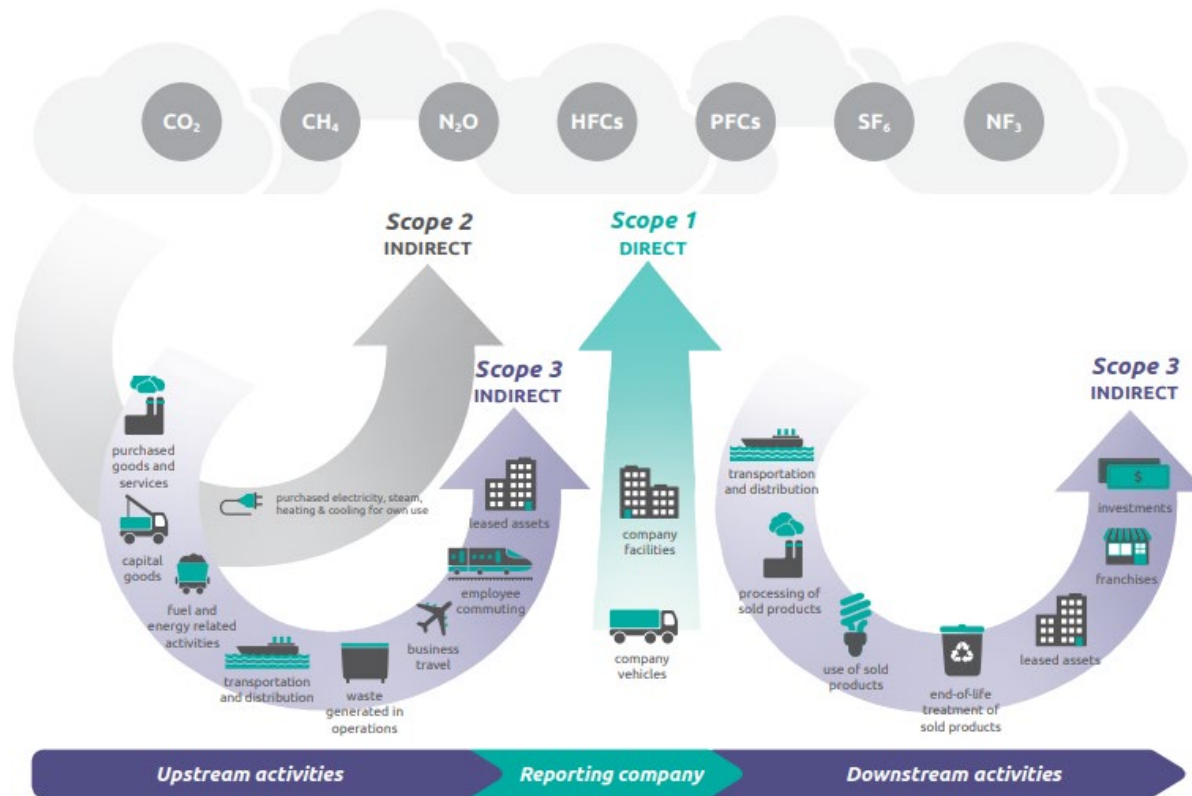 CO₂
CH₄
N₂O
HFCs
PFCs
SF₆
NF₃
Scope 2
INDIRECT
Scope 1
DIRECT
Scope 3
INDIRECT
Scope 3
INDIRECT
purchased
goods and
services
capital
goods
fuel and
energy related
activities
transportation
and distribution
waste
generated in
operations
business
travel
employee
commuting
leased assets
purchased electricity, steam,
heating & cooling for own use
company
facilities
company
vehicles
transportation
and distribution
processing of
sold products
use of sold
products
end-of-life
treatment of
sold products
leased assets
franchises
$
investments
Upstream activities
Reporting company
Downstream activities